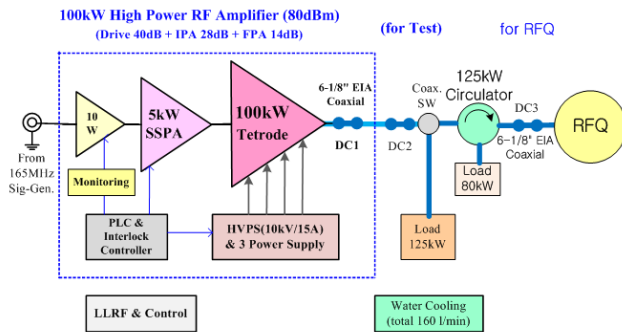 100kW High Power RF Amplifier (80dBm)
(Drive 40dB + IPA 28dB + FPA 14dB)
(for Test)
for RFQ
10
W
5kW
SSPA
100kW
Tetrode
6-1/8" EIA
Coaxial
DC1
DC2
Coax.
SW
125kW
Circulator
DC3
6-1/8" EIA
Coaxial
RFQ
From
165MHz
Sig-Gen.
Monitoring
PLC &
Interlock
Controller
HVPS(10kV/15A)
& 3 Power Supply
Load
125kW
Load
80kW
LLRF & Control
Water Cooling
(total 160 l/min)